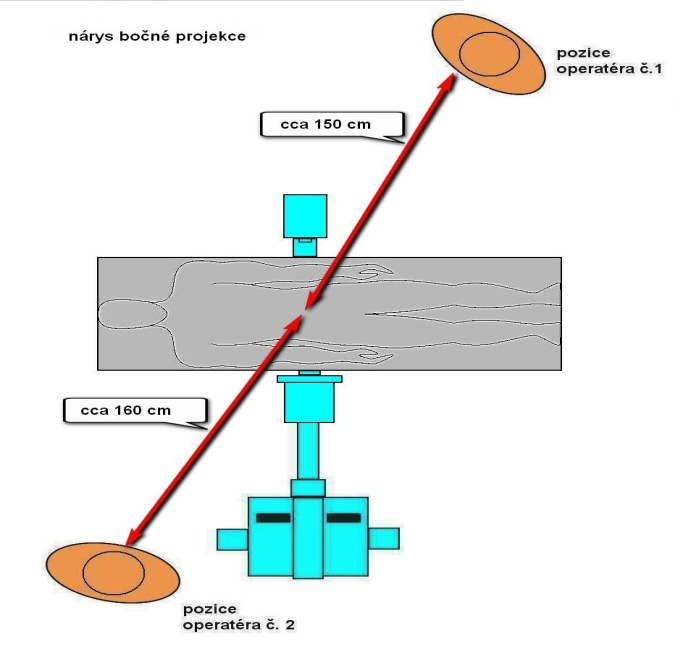 nárys bočné projekce
pozice
operatéra č.1
cca 150 cm
cca 160 cm
pozice
operatéra č. 2